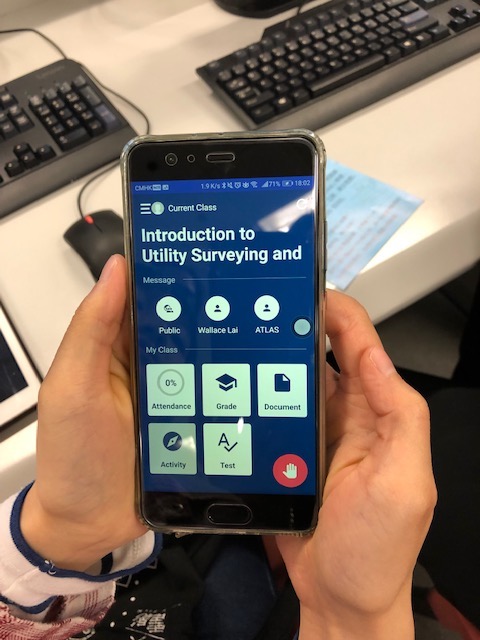 CMHK
1.9 K/s
71%
18:02
Current Class
Introduction to
Utility Surveying and
Message
Public
Wallace Lai
ATLAS
My Class
0%
Attendance
Grade
Document
A
Activity
Test